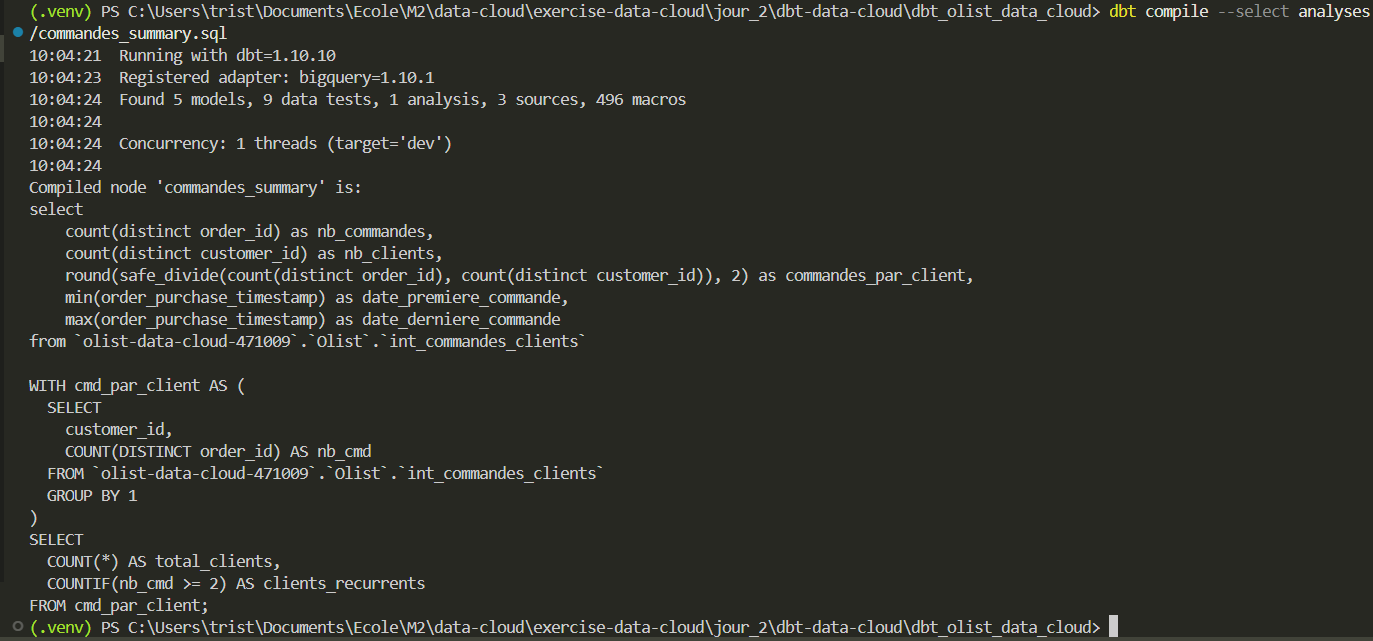 (.venv) PS C:\Users\trist\Documents\Ecole\M2\data-cloud\exercise-data-cloud\jour_2\dbt-data-cloud\dbt_olist_data_cloud> dbt compile --select analyses
/commandes_summary.sql
10:04:21  Running with dbt=1.10.10
10:04:23  Registered adapter: bigquery=1.10.1
10:04:24  Found 5 models, 9 data tests, 1 analysis, 3 sources, 496 macros
10:04:24
10:04:24  Concurrency: 1 threads (target='dev')
10:04:24
Compiled node 'commandes_summary' is:
select
    count(distinct order_id) as nb_commandes,
    count(distinct customer_id) as nb_clients,
    round(safe_divide(count(distinct order_id), count(distinct customer_id)), 2) as commandes_par_client,
    min(order_purchase_timestamp) as date_premiere_commande,
    max(order_purchase_timestamp) as date_derniere_commande
from `olist-data-cloud-471009`.`Olist`.`int_commandes_clients`

WITH cmd_par_client AS (
  SELECT
    customer_id,
    COUNT(DISTINCT order_id) AS nb_cmd
  FROM `olist-data-cloud-471009`.`Olist`.`int_commandes_clients`
  GROUP BY 1
)
SELECT
  COUNT(*) AS total_clients,
  COUNTIF(nb_cmd >= 2) AS clients_recurrents
FROM cmd_par_client;
(.venv) PS C:\Users\trist\Documents\Ecole\M2\data-cloud\exercise-data-cloud\jour_2\dbt-data-cloud\dbt_olist_data_cloud>